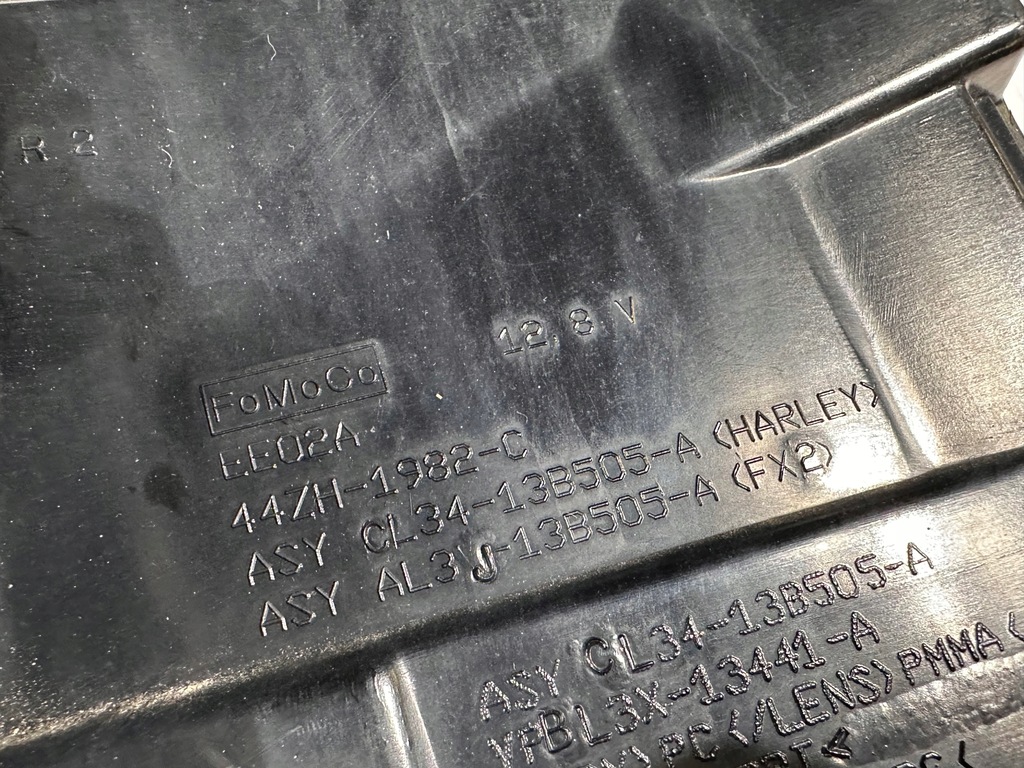 R 2
12,8 V
FoMoCo
EE02A
44ZH-1982-C
ASY CL34-13B505-A (HARLEY)
ASY AL3J-13B505-A (FX2)
ASY CL34-13B505-A
BL3X-13441-A
PC (/LENS)PMMA